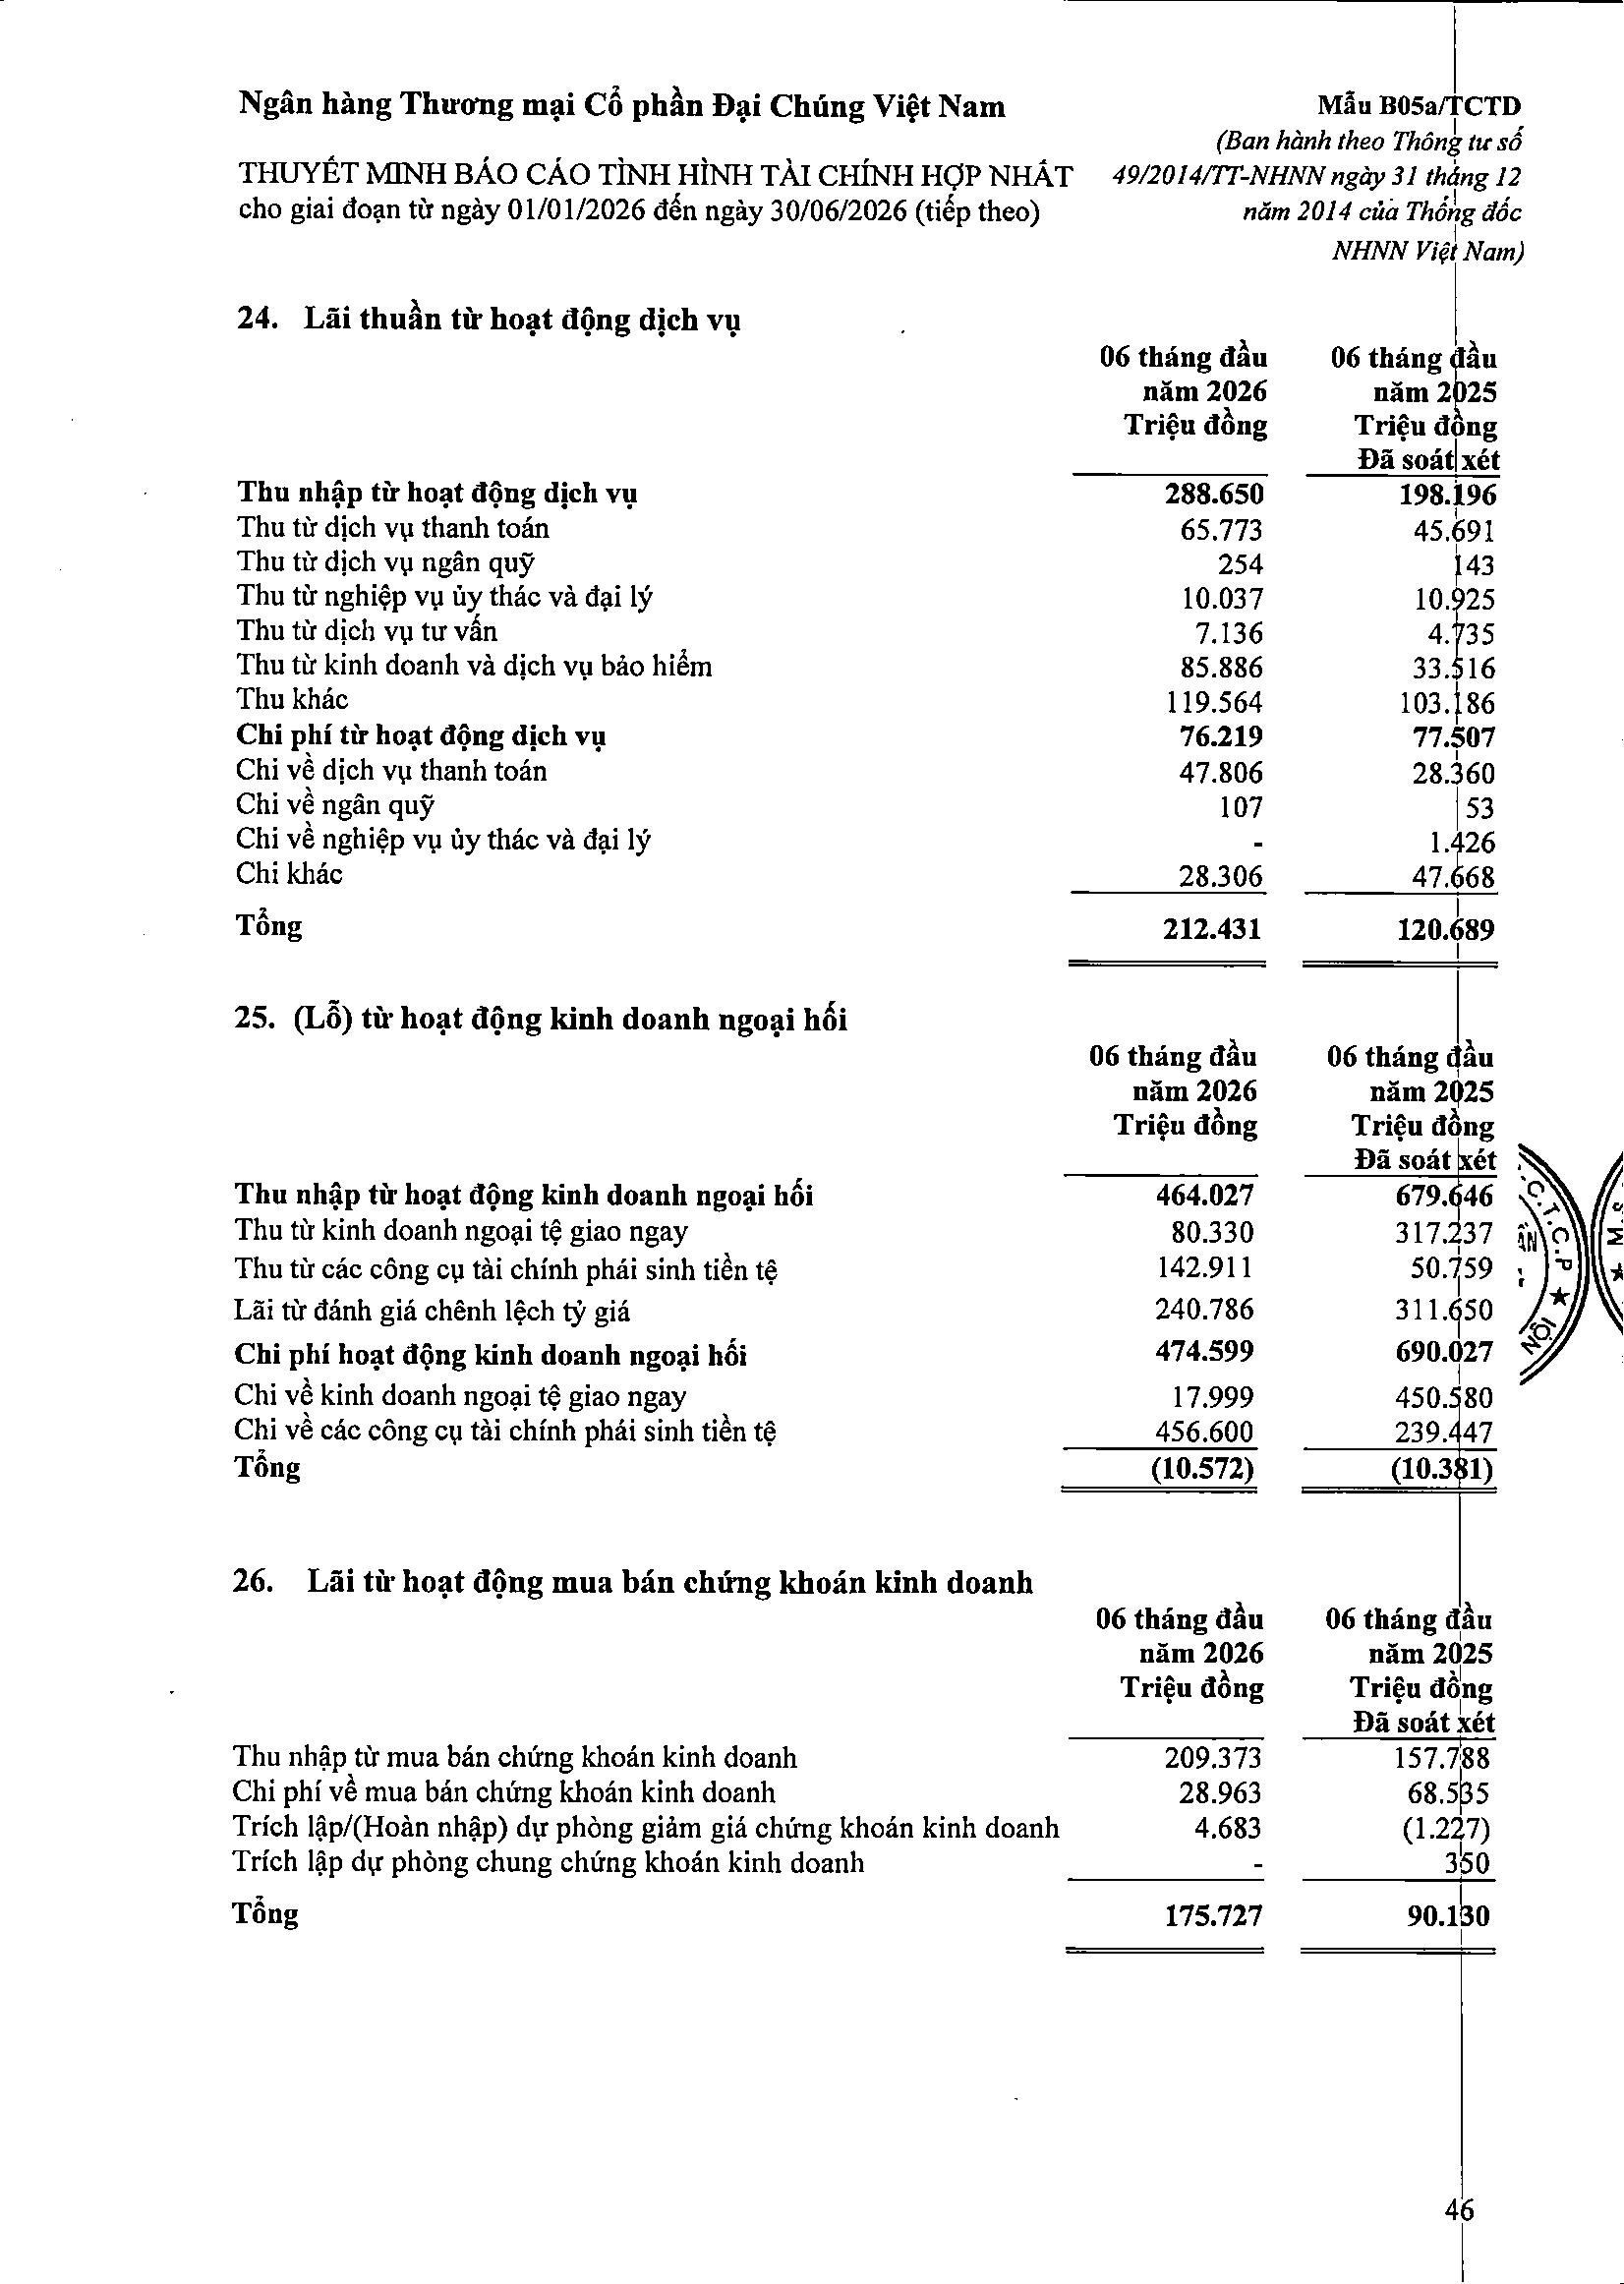 Ngân hàng Thương mại Cổ phần Đại Chúng Việt Nam
Mẫu B05a/TCTD
(Ban hành theo Thông tư số
THUYẾT MINH BÁO CÁO TÌNH HÌNH TÀI CHÍNH HỢP NHẤT 49/2014/TT-NHNN ngày 31 tháng 12
cho giai đoạn từ ngày 01/01/2026 đến ngày 30/06/2026 (tiếp theo) năm 2014 của Thống đốc
NHNN Việt Nam)
24. Lãi thuần từ hoạt động dịch vụ
06 tháng đầu 06 tháng đầu
năm 2026 năm 2025
Triệu đồng Triệu đồng
Đã soát xét
Thu nhập từ hoạt động dịch vụ 288.650 198.196
Thu từ dịch vụ thanh toán 65.773 45.691
Thu từ dịch vụ ngân quỹ 254 143
Thu từ nghiệp vụ ủy thác và đại lý 10.037 10.925
Thu từ dịch vụ tư vấn 7.136 4.735
Thu từ kinh doanh và dịch vụ bảo hiểm 85.886 33.516
Thu khác 119.564 103.186
Chi phí từ hoạt động dịch vụ 76.219 77.507
Chi về dịch vụ thanh toán 47.806 28.360
Chi về ngân quỹ 107 53
Chi về nghiệp vụ ủy thác và đại lý - 1.426
Chi khác 28.306 47.668
Tổng 212.431 120.689
25. (Lỗ) từ hoạt động kinh doanh ngoại hối
06 tháng đầu 06 tháng đầu
năm 2026 năm 2025
Triệu đồng Triệu đồng
Đã soát xét
Thu nhập từ hoạt động kinh doanh ngoại hối 464.027 679.646
Thu từ kinh doanh ngoại tệ giao ngay 80.330 317.237
Thu từ các công cụ tài chính phái sinh tiền tệ 142.911 50.759
Lãi từ đánh giá chênh lệch tỷ giá 240.786 311.650
Chi phí hoạt động kinh doanh ngoại hối 474.599 690.027
Chi về kinh doanh ngoại tệ giao ngay 17.999 450.580
Chi về các công cụ tài chính phái sinh tiền tệ 456.600 239.447
Tổng (10.572) (10.381)
.C.T.C.P ★
26. Lãi từ hoạt động mua bán chứng khoán kinh doanh
06 tháng đầu 06 tháng đầu
năm 2026 năm 2025
Triệu đồng Triệu đồng
Đã soát xét
Thu nhập từ mua bán chứng khoán kinh doanh 209.373 157.788
Chi phí về mua bán chứng khoán kinh doanh 28.963 68.535
Trích lập/(Hoàn nhập) dự phòng giảm giá chứng khoán kinh doanh 4.683 (1.227)
Trích lập dự phòng chung chứng khoán kinh doanh - 350
Tổng 175.727 90.130
46